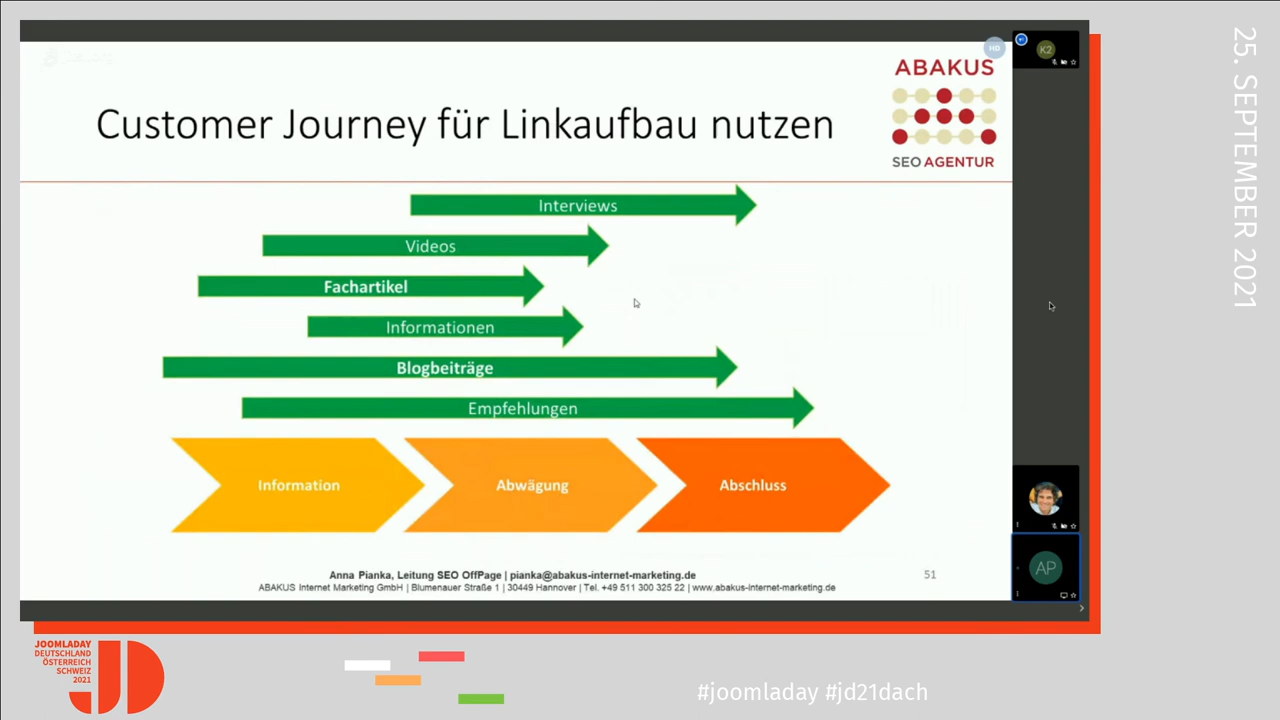 Customer Journey für Linkaufbau nutzen
ABAKUS
SEO AGENTUR
HD
K2
Interviews
Videos
Fachartikel
Informationen
Blogbeiträge
Empfehlungen
Information
Abwägung
Abschluss
AP
Anna Pianka, Leitung SEO OffPage | pianka@abakus-internet-marketing.de
ABAKUS Internet Marketing GmbH | Blumenauer Straße 1 | 30449 Hannover | Tel. +49 511 300 325 22 | www.abakus-internet-marketing.de
51
25. SEPTEMBER 2021
JOOMLADAY
DEUTSCHLAND
ÖSTERREICH
SCHWEIZ
2021
JD
#joomladay #jd21dach